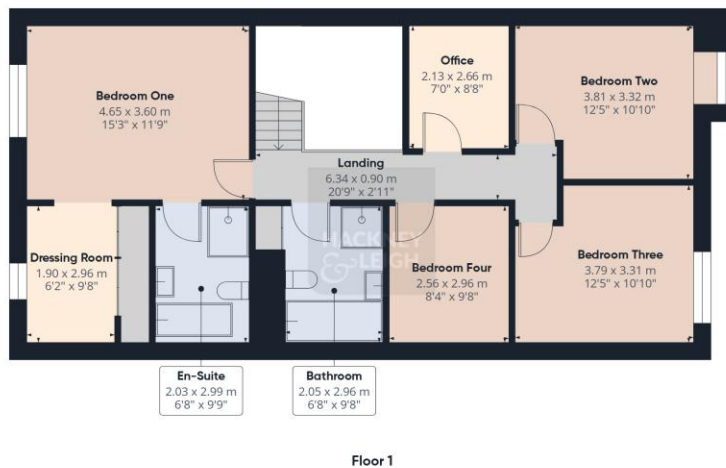 Bedroom One
4.65 x 3.60 m
15'3" x 11'9"
Office
2.13 x 2.66 m
7'0" x 8'8"
Bedroom Two
3.81 x 3.32 m
12'5" x 10'10"
Landing
6.34 x 0.90 m
20'9" x 2'11"
Dressing Room
1.90 x 2.96 m
6'2" x 9'8"
HACKNEY
& LEIGH
Bedroom Four
2.56 x 2.96 m
8'4" x 9'8"
Bedroom Three
3.79 x 3.31 m
12'5" x 10'10"
En-Suite
2.03 x 2.99 m
6'8" x 9'9"
Bathroom
2.05 x 2.96 m
6'8" x 9'8"
Floor 1